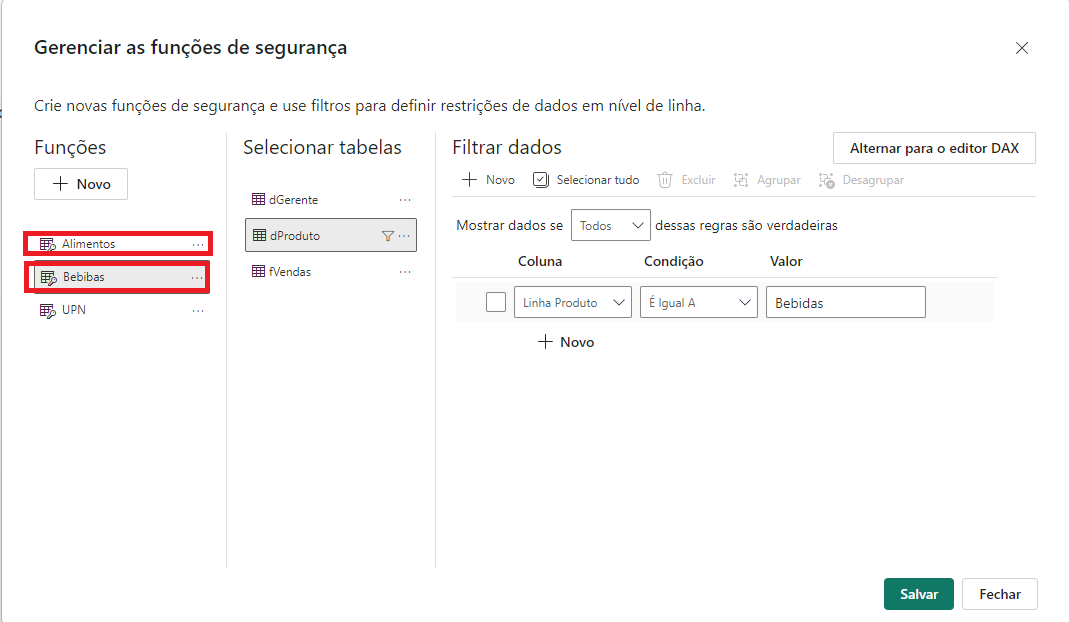 Gerenciar as funções de segurança
Crie novas funções de segurança e use filtros para definir restrições de dados em nível de linha.
Funções
Novo
Alimentos
Bebibas
UPN
Selecionar tabelas
dGerente
dProduto
fVendas
Filtrar dados
Alternar para o editor DAX
Novo Selecionar tudo Excluir Agrupar Desagrupar
Mostrar dados se Todos dessas regras são verdadeiras
Coluna Condição Valor
Linha Produto É Igual A Bebidas
Novo
Salvar Fechar